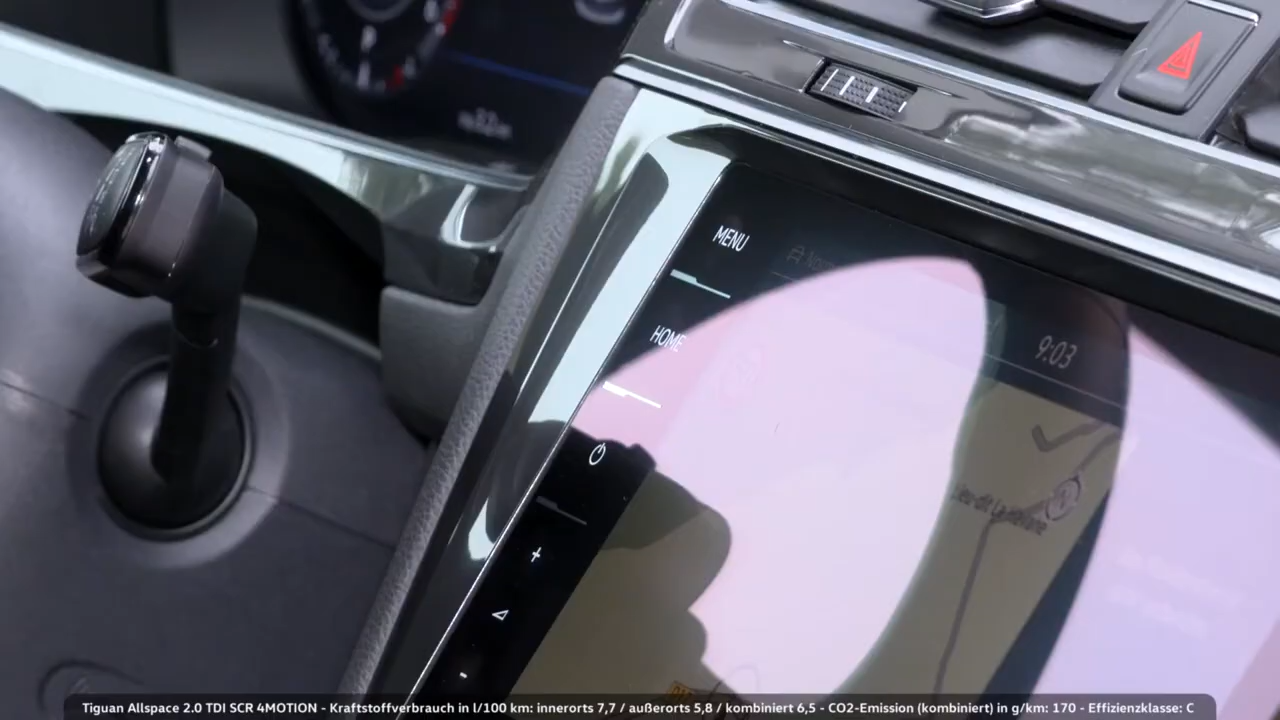 MENU
HOME
9:03
+
-
Tiguan Allspace 2.0 TDI SCR 4MOTION - Kraftstoffverbrauch in l/100 km: innerorts 7,7 / außerorts 5,8 / kombiniert 6,5 - CO2-Emission (kombiniert) in g/km: 170 - Effizienzklasse: C